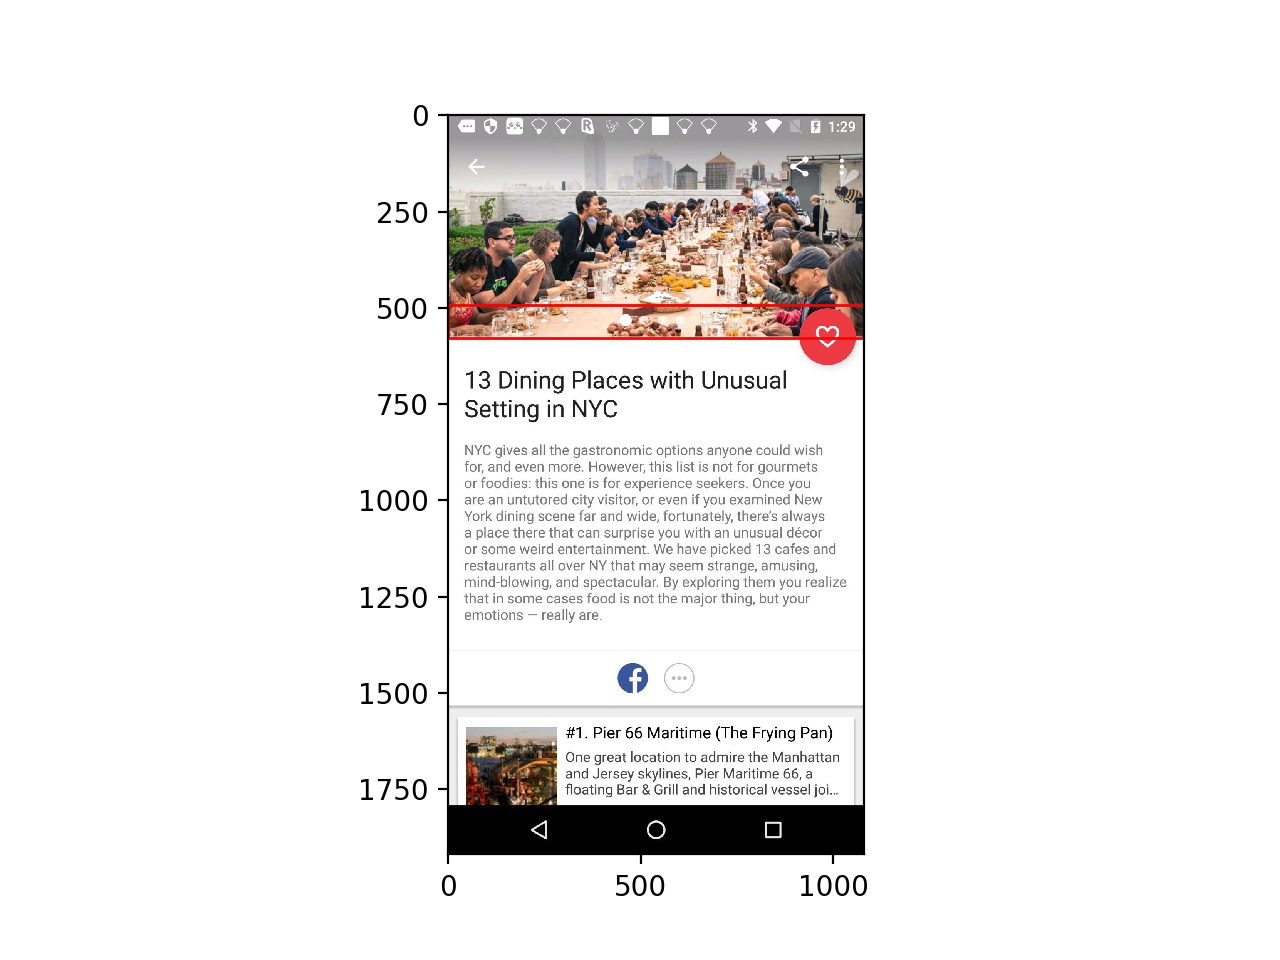 1:29
0
250
500
750
1000
1250
1500
1750
0 500 1000
13 Dining Places with Unusual
Setting in NYC
NYC gives all the gastronomic options anyone could wish
for, and even more. However, this list is not for gourmets
or foodies: this one is for experience seekers. Once you
are an untutored city visitor, or even if you examined New
York dining scene far and wide, fortunately, there's always
a place there that can surprise you with an unusual décor
or some weird entertainment. We have picked 13 cafes and
restaurants all over NY that may seem strange, amusing,
mind-blowing, and spectacular. By exploring them you realize
that in some cases food is not the major thing, but your
emotions — really are.
#1. Pier 66 Maritime (The Frying Pan)
One great location to admire the Manhattan
and Jersey skylines, Pier Maritime 66, a
floating Bar & Grill and historical vessel joi...